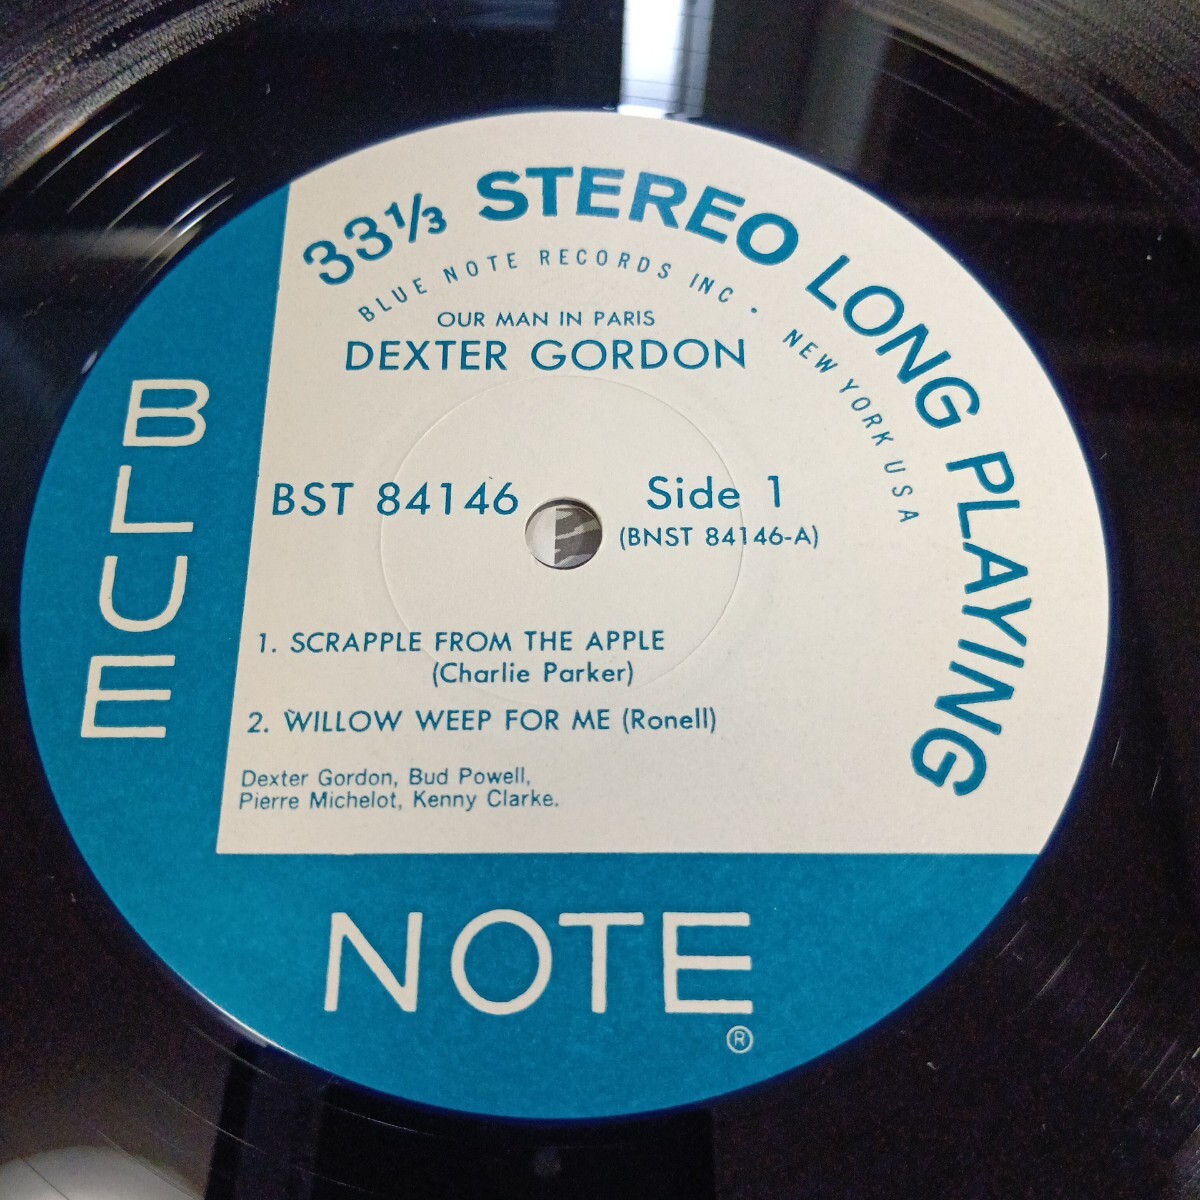 33 1/3 STEREO LONG PLAYING
BLUE NOTE RECORDS INC · NEW YORK USA
OUR MAN IN PARIS
DEXTER GORDON
BST 84146
Side 1
(BNST 84146-A)
1. SCRAPPLE FROM THE APPLE
(Charlie Parker)
2. WILLOW WEEP FOR ME (Ronell)
Dexter Gordon, Bud Powell,
Pierre Michelot, Kenny Clarke.
BLUE
NOTE
®